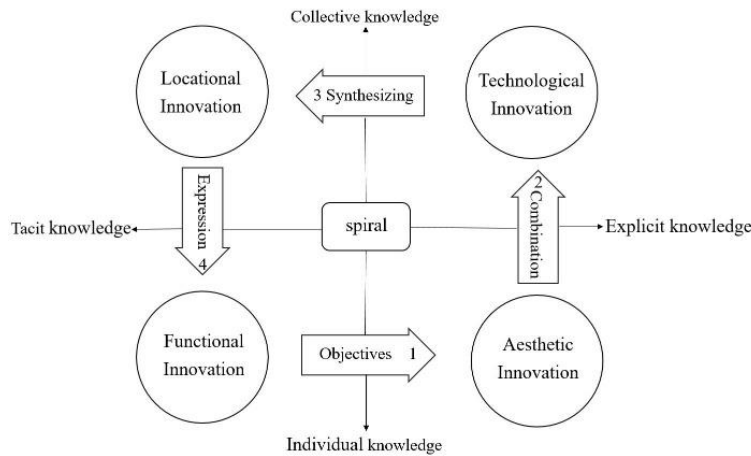 Collective knowledge
Locational
Innovation
3 Synthesizing
Technological
Innovation
Expression
4
2
Combination
Tacit knowledge
spiral
Explicit knowledge
Functional
Innovation
Objectives 1
Aesthetic
Innovation
Individual knowledge